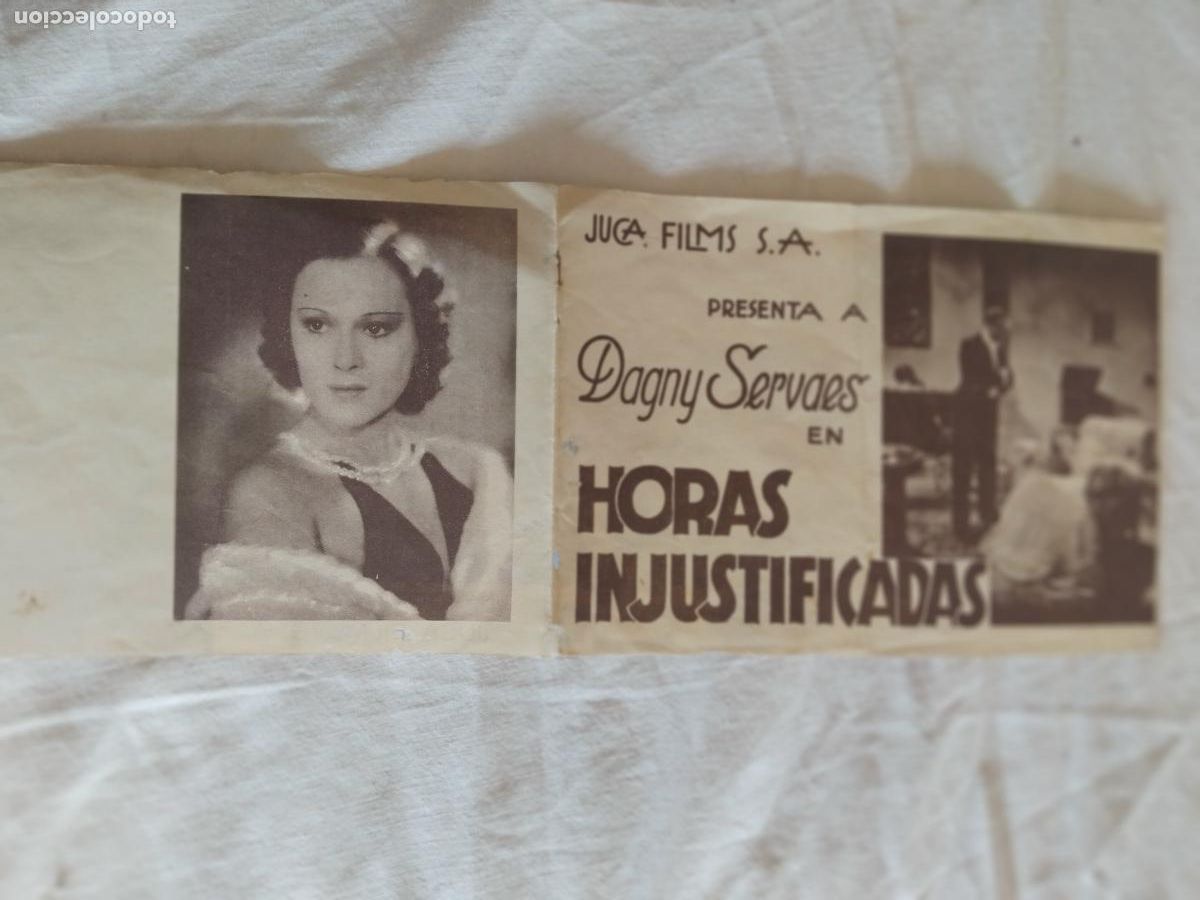 todocoleccion
JUCA. FILMS S.A.
PRESENTA A
Dagny Servaes
EN
HORAS
INJUSTIFICADAS